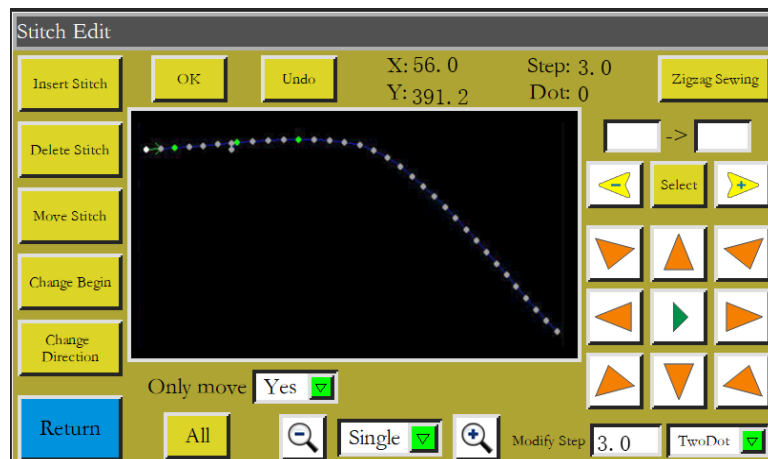 Stitch Edit
Insert Stitch
OK
Undo
X: 56.0
Y: 391.2
Step: 3.0
Dot: 0
Zigzag Sewing
->
Delete Stitch
- Select +
Move Stitch
Change Begin
Change
Direction
Only move Yes
Return
All
Single
Modify Step 3.0 TwoDot